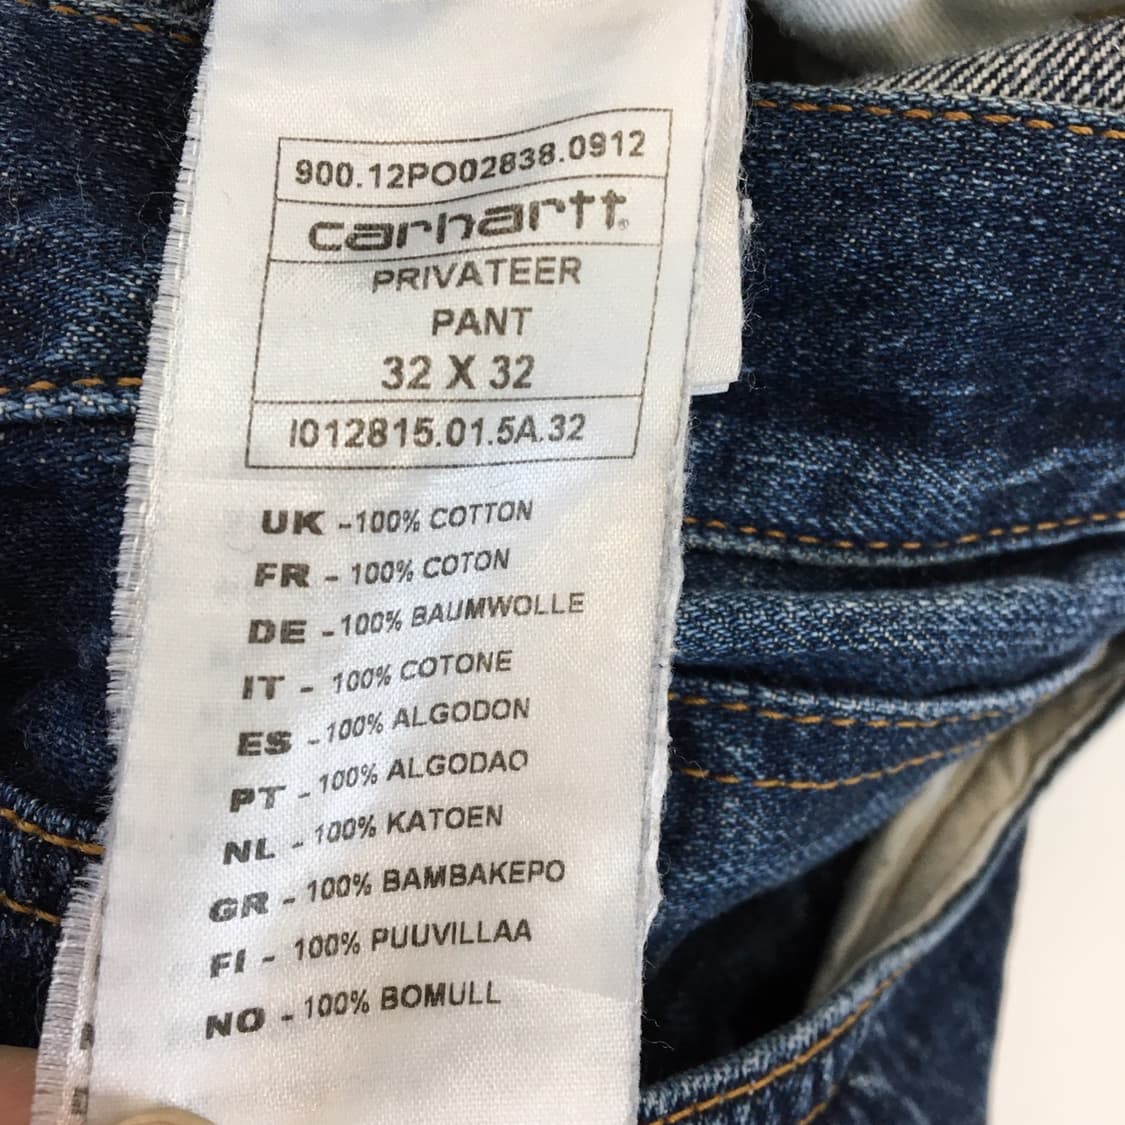 900.12PO02838.0912
carhartt®
PRIVATEER
PANT
32 X 32
I012815.01.5A.32
UK -100% COTTON
FR - 100% COTON
DE -100% BAUMWOLLE
IT - 100% COTONE
ES -100% ALGODON
PT -100% ALGODAO
NL - 100% KATOEN
GR - 100% BAMBAKEPO
FI - 100% PUUVILLAA
NO - 100% BOMULL